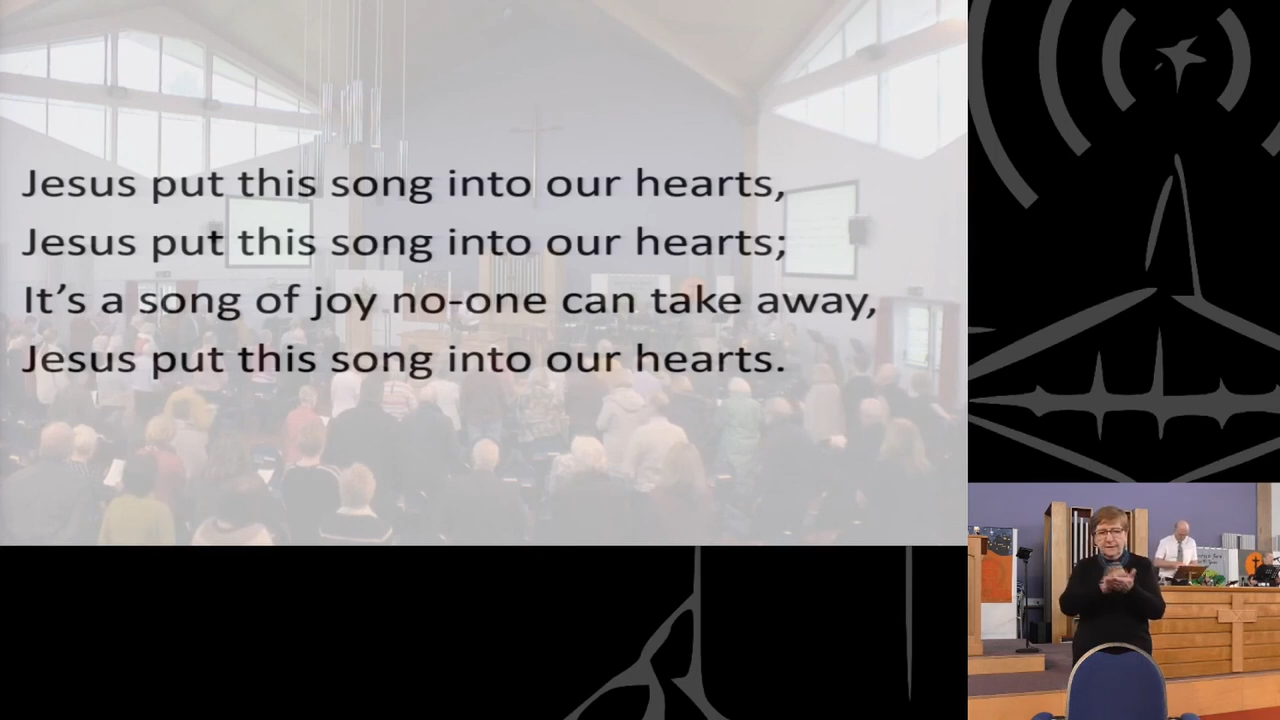 Jesus put this song into our hearts,
Jesus put this song into our hearts;
It’s a song of joy no-one can take away,
Jesus put this song into our hearts.